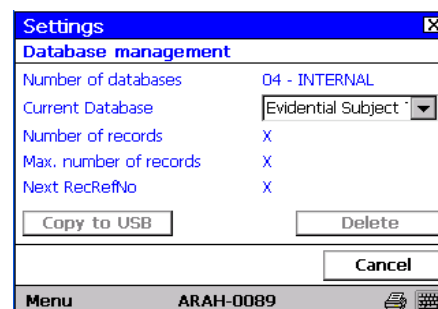 Settings X
Database management
Number of databases 04 - INTERNAL
Current Database Evidential Subject
Number of records X
Max. number of records X
Next RecRefNo X
Copy to USB Delete
Cancel
Menu ARAH-0089